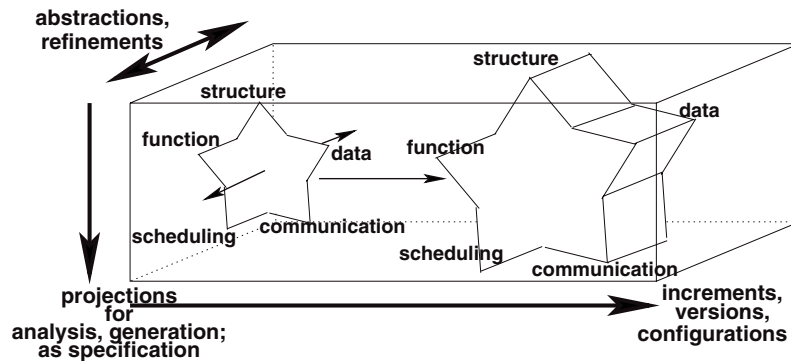 abstractions,
refinements
structure
function
data
scheduling
communication
structure
function
data
scheduling
communication
projections
for
analysis, generation;
as specification
increments,
versions,
configurations